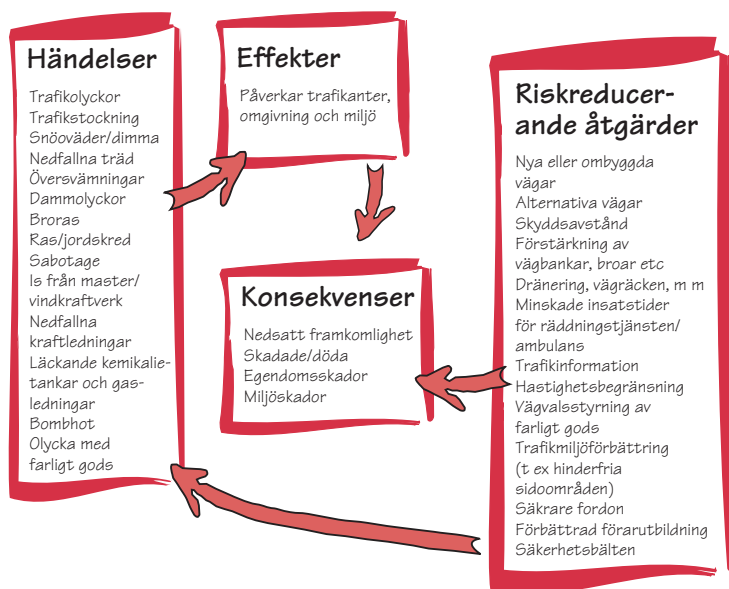 Händelser
Trafikolyckor
Trafikstockning
Snöoväder/dimma
Nedfallna träd
Översvämningar
Dammolyckor
Broras
Ras/jordskred
Sabotage
Is från master/
vindkraftverk
Nedfallna
kraftledningar
Läckande kemikalie-
tankar och gas-
ledningar
Bombhot
Olycka med
farligt gods
Effekter
Påverkar trafikanter,
omgivning och miljö
Konsekvenser
Nedsatt framkomlighet
Skadade/döda
Egendomsskador
Miljöskador
Riskreducer-
ande åtgärder
Nya eller ombyggda
vägar
Alternativa vägar
Skyddsavstånd
Förstärkning av
vägbankar, broar etc
Dränering, vägräcken, m m
Minskade insatstider
för räddningstjänsten/
ambulans
Trafikinformation
Hastighetsbegränsning
Vägvalsstyrning av
farligt gods
Trafikmiljöförbättring
(t ex hinderfria
sidoområden)
Säkrare fordon
Förbättrad förarutbildning
Säkerhetsbälten